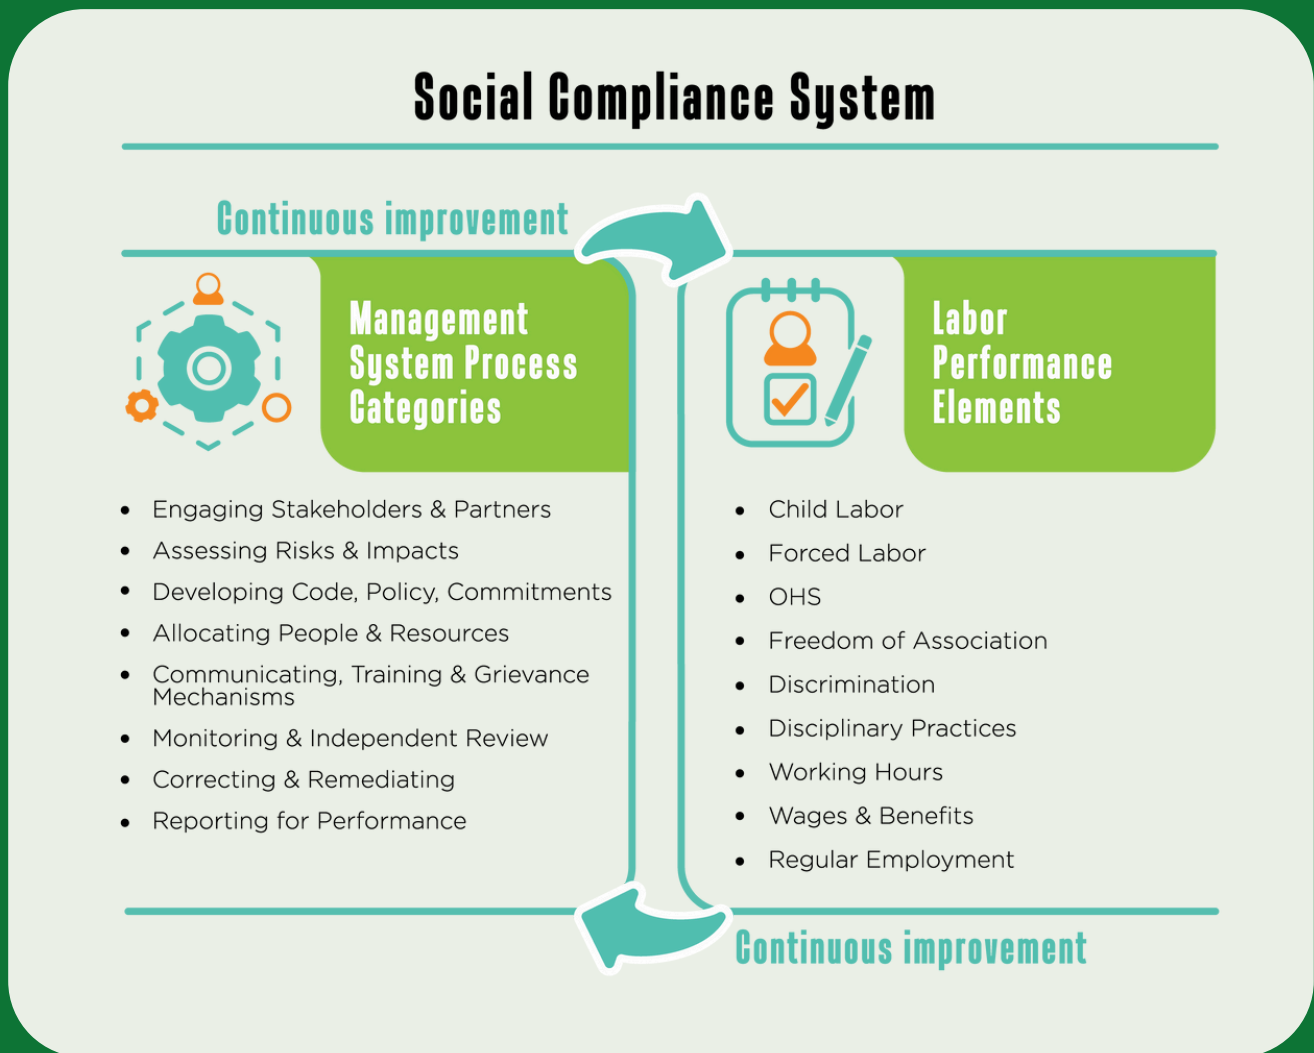 Social Compliance System
Continuous improvement
Management
System Process
Categories
• Engaging Stakeholders & Partners
• Assessing Risks & Impacts
• Developing Code, Policy, Commitments
• Allocating People & Resources
• Communicating, Training & Grievance
Mechanisms
• Monitoring & Independent Review
• Correcting & Remediating
• Reporting for Performance
Labor
Performance
Elements
• Child Labor
• Forced Labor
• OHS
• Freedom of Association
• Discrimination
• Disciplinary Practices
• Working Hours
• Wages & Benefits
• Regular Employment
Continuous improvement